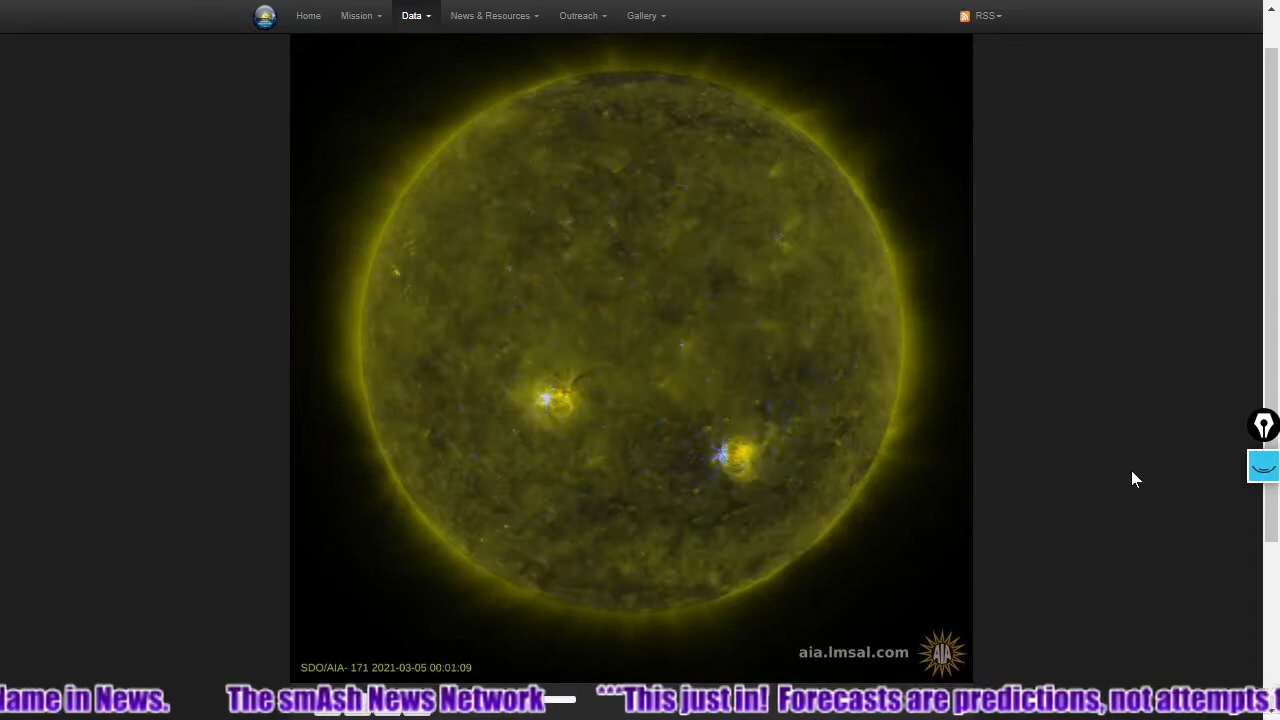 Home Mission Data News & Resources Outreach Gallery RSS
aia.lmsal.com
AIA
SDO/AIA- 171 2021-03-05 00:01:09
Name in News. The smAsh News Network ***This just in! Forecasts are predictions, not attempts